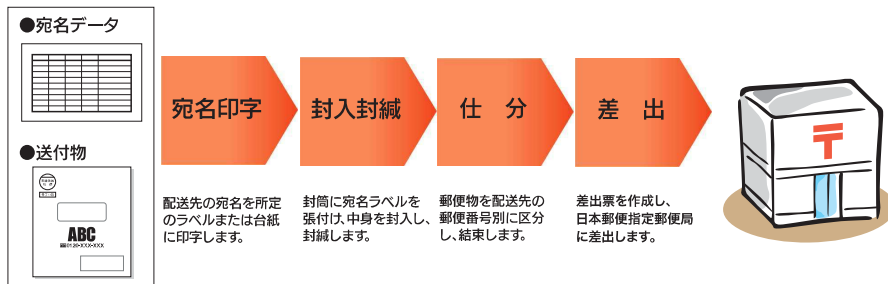 ●宛名データ
●送付物
ABC
0120-XXX-XXX
宛名印字
封入封緘
仕 分
差 出
配送先の宛名を所定
のラベルまたは台紙
に印字します。
封筒に宛名ラベルを
張付け、中身を封入し、
封緘します。
郵便物を配送先の
郵便番号別に区分
し、結束します。
差出票を作成し、
日本郵便指定郵便局
に差出します。
〒